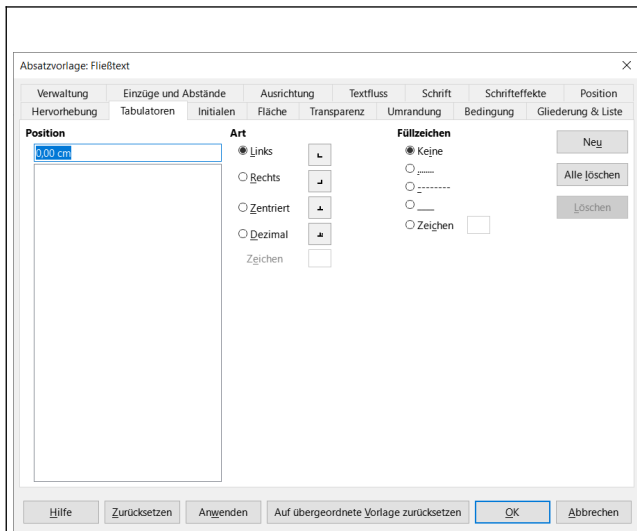 Absatzvorlage: Fließtext
Verwaltung Einzüge und Abstände Ausrichtung Textfluss Schrift Schrifteffekte Position
Hervorhebung Tabulatoren Initialen Fläche Transparenz Umrandung Bedingung Gliederung & Liste
Position Art Füllzeichen
0,00 cm Links Keine Neu
Rechts ........ Alle löschen
--------
Zentriert ___ Löschen
Dezimal Zeichen
Zeichen
Hilfe Zurücksetzen Anwenden Auf übergeordnete Vorlage zurücksetzen OK Abbrechen